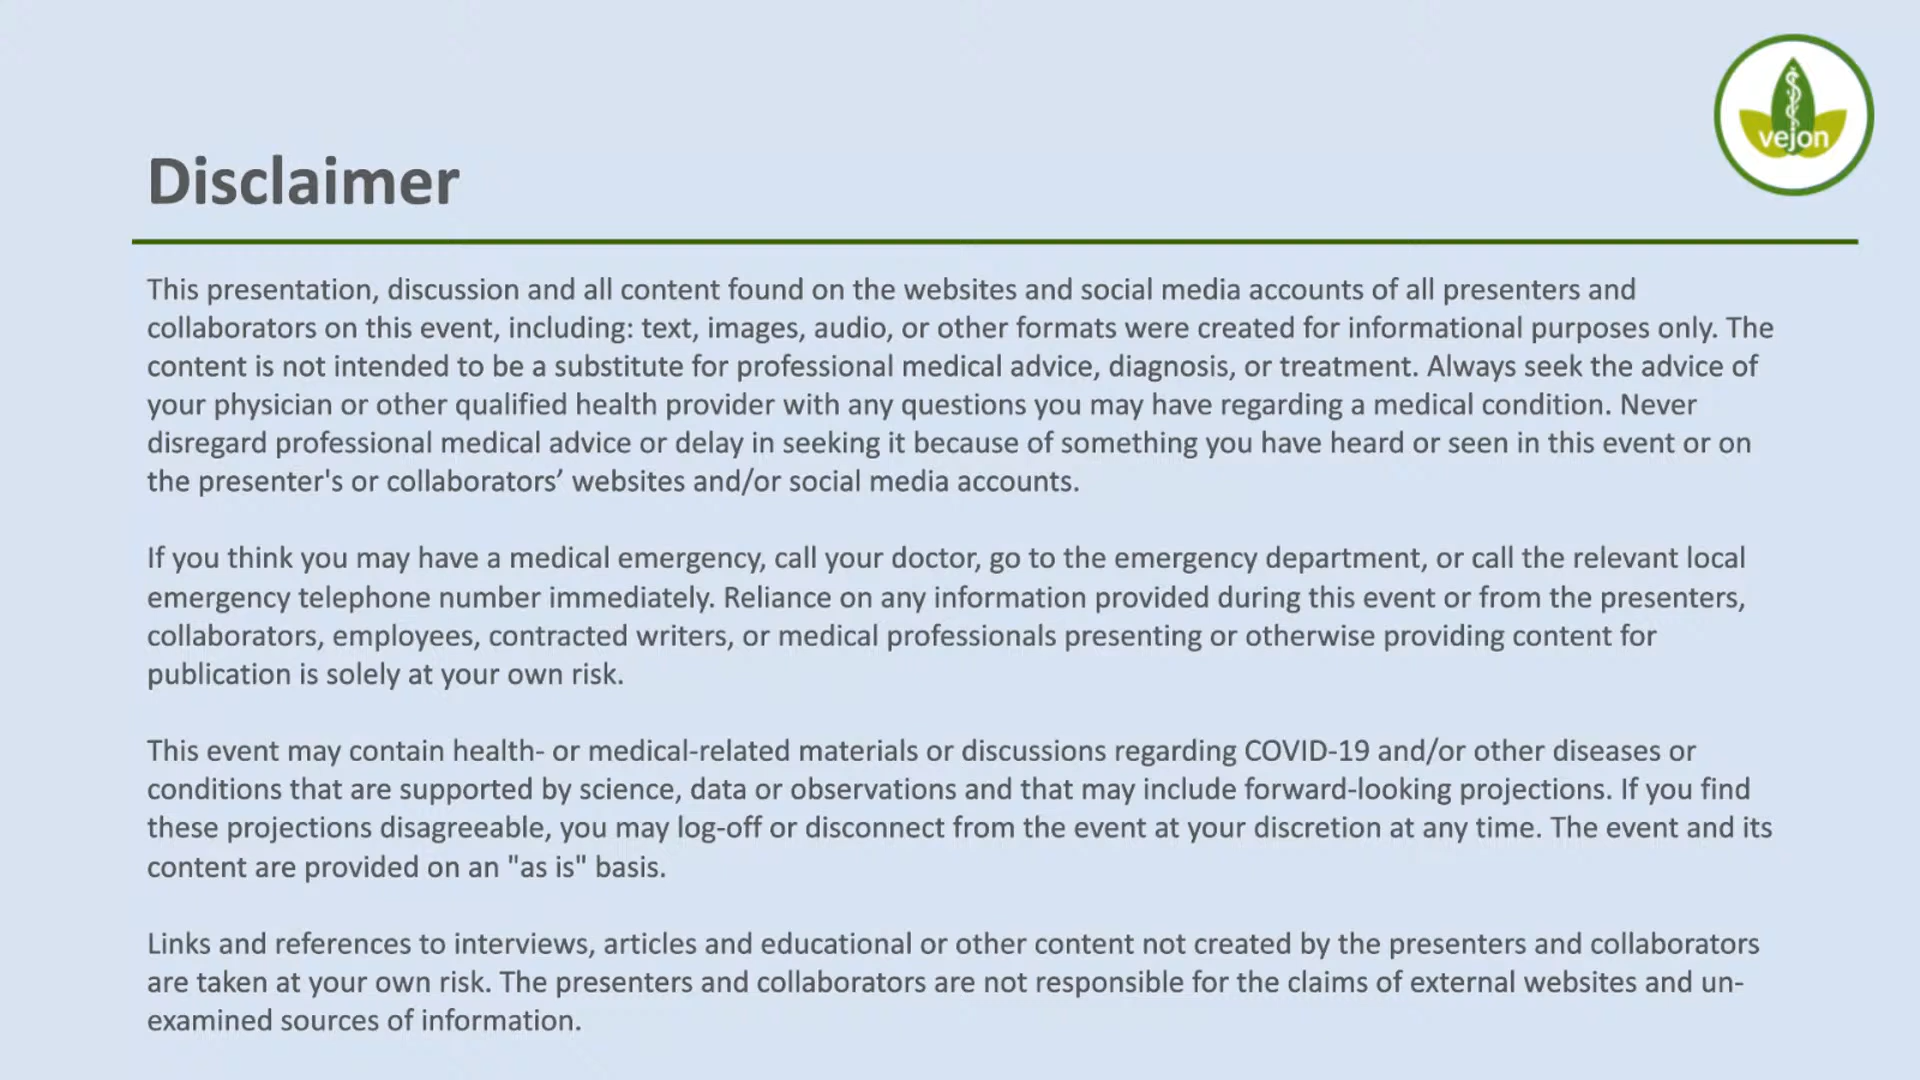 vejon
Disclaimer
This presentation, discussion and all content found on the websites and social media accounts of all presenters and
collaborators on this event, including: text, images, audio, or other formats were created for informational purposes only. The
content is not intended to be a substitute for professional medical advice, diagnosis, or treatment. Always seek the advice of
your physician or other qualified health provider with any questions you may have regarding a medical condition. Never
disregard professional medical advice or delay in seeking it because of something you have heard or seen in this event or on
the presenter's or collaborators’ websites and/or social media accounts.
If you think you may have a medical emergency, call your doctor, go to the emergency department, or call the relevant local
emergency telephone number immediately. Reliance on any information provided during this event or from the presenters,
collaborators, employees, contracted writers, or medical professionals presenting or otherwise providing content for
publication is solely at your own risk.
This event may contain health- or medical-related materials or discussions regarding COVID-19 and/or other diseases or
conditions that are supported by science, data or observations and that may include forward-looking projections. If you find
these projections disagreeable, you may log-off or disconnect from the event at your discretion at any time. The event and its
content are provided on an "as is" basis.
Links and references to interviews, articles and educational or other content not created by the presenters and collaborators
are taken at your own risk. The presenters and collaborators are not responsible for the claims of external websites and un-
examined sources of information.